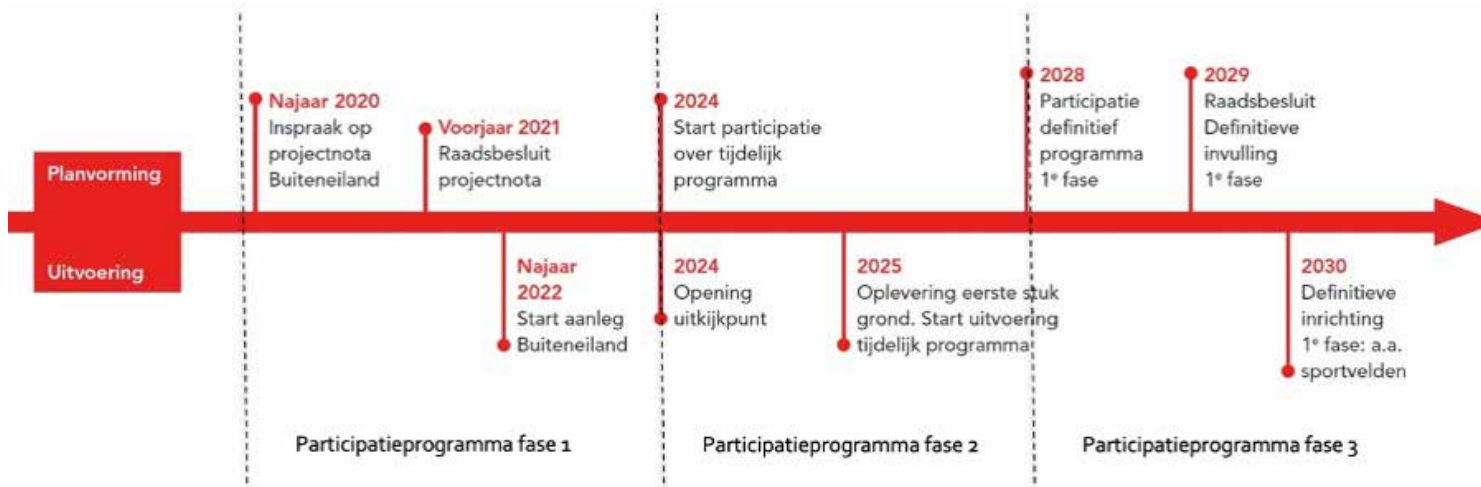 Planvorming
Uitvoering
Najaar 2020
Inspraak op
projectnota
Buiteneiland
Voorjaar 2021
Raadsbesluit
projectnota
2024
Start participatie
over tijdelijk
programma
2028
Participatie
definitief
programma
1e fase
2029
Raadsbesluit
Definitieve
invulling
1e fase
Najaar
2022
Start aanleg
Buiteneiland
2024
Opening
uitkijkpunt
2025
Oplevering eerste stuk
grond. Start uitvoering
tijdelijk programma
2030
Definitieve
inrichting
1e fase: a.a.
sportvelden
Participatieprogramma fase 1
Participatieprogramma fase 2
Participatieprogramma fase 3